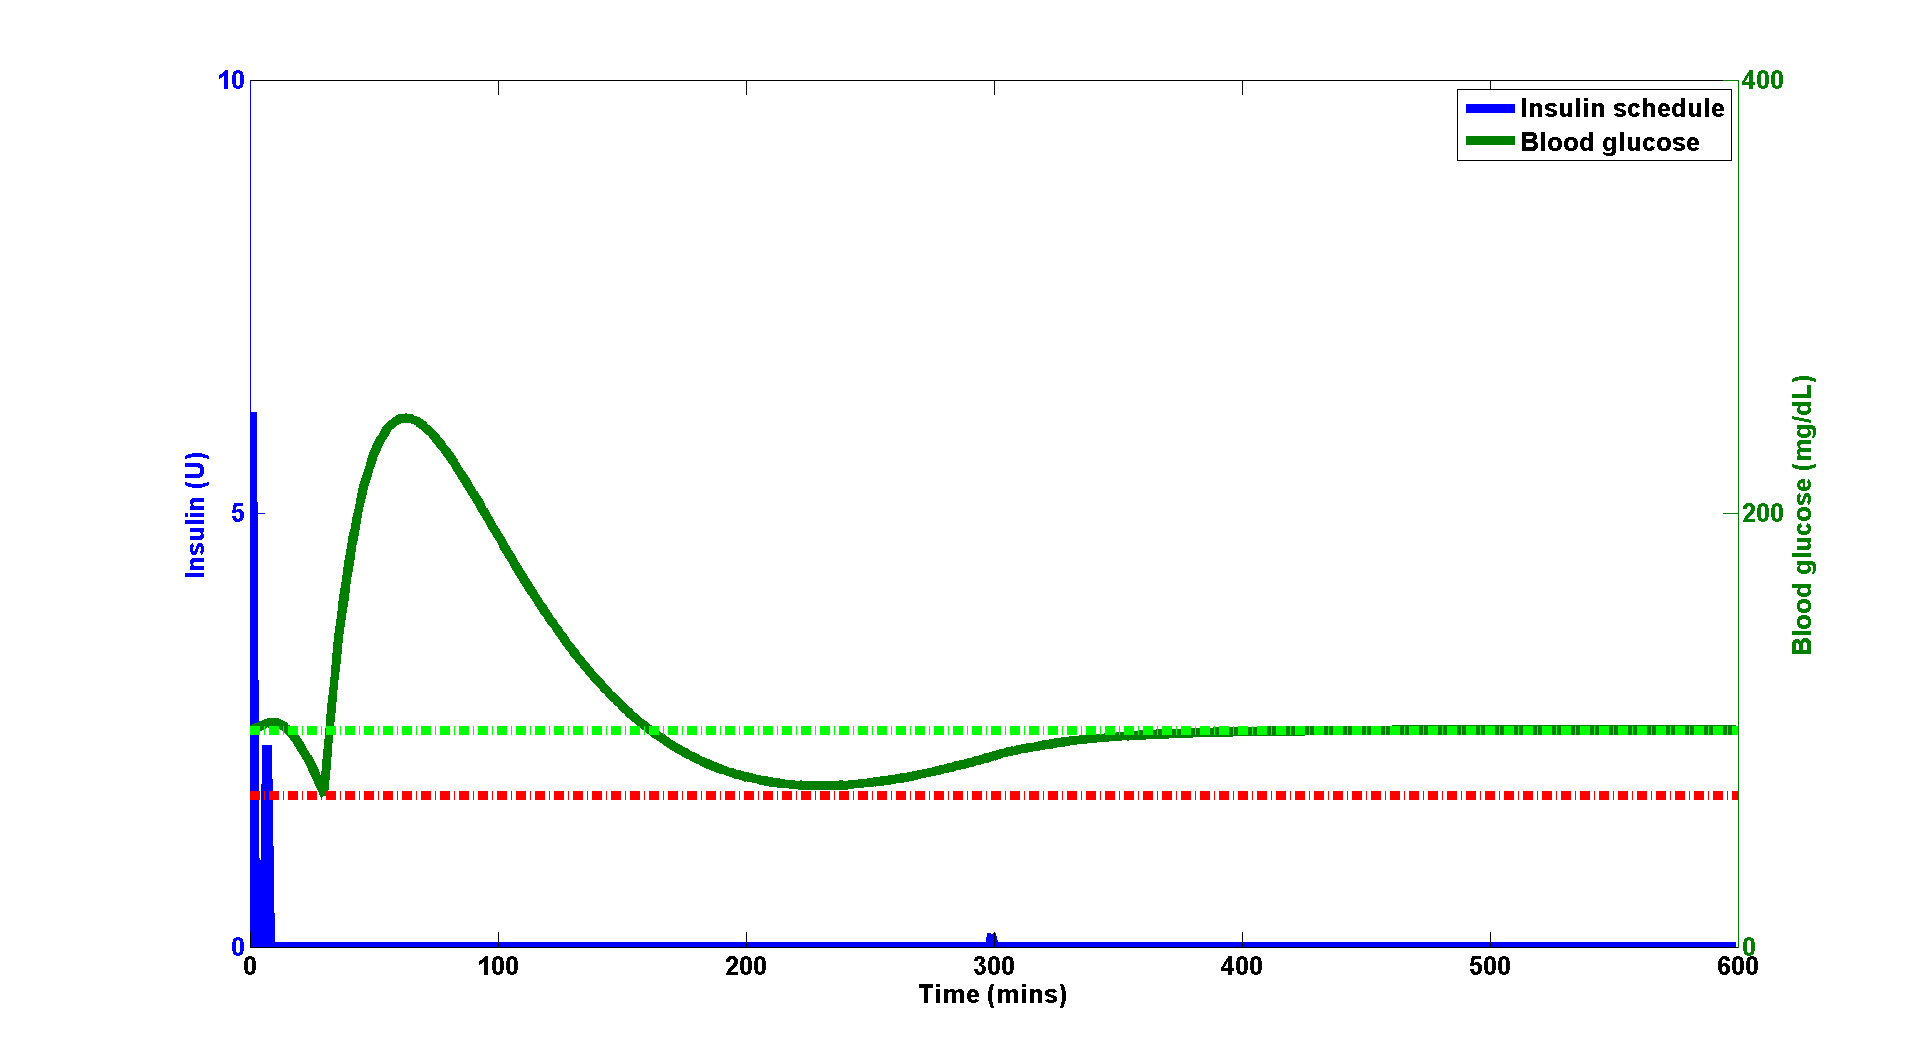 10
400
Insulin schedule
Blood glucose
Insulin (U)
5
200
Blood glucose (mg/dL)
0
0
0 100 200 300 400 500 600
Time (mins)